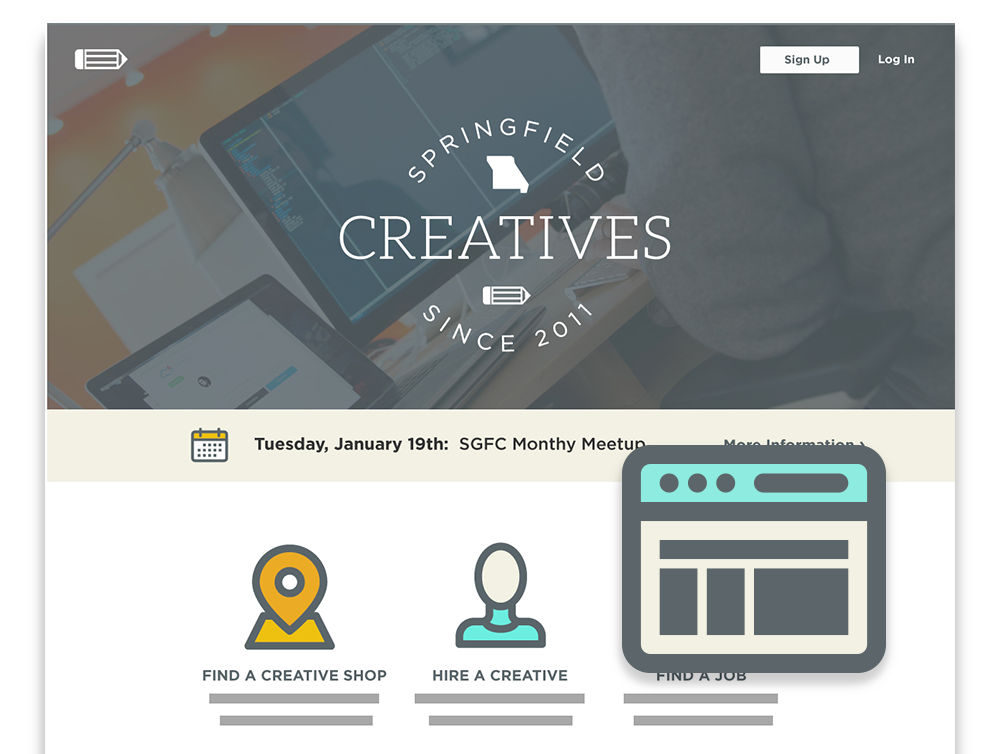 Sign Up
Log In
SPRINGFIELD
CREATIVES
SINCE 2011
Tuesday, January 19th: SGFC Monthy Meetup
More Information ›
FIND A CREATIVE SHOP
HIRE A CREATIVE
FIND A JOB